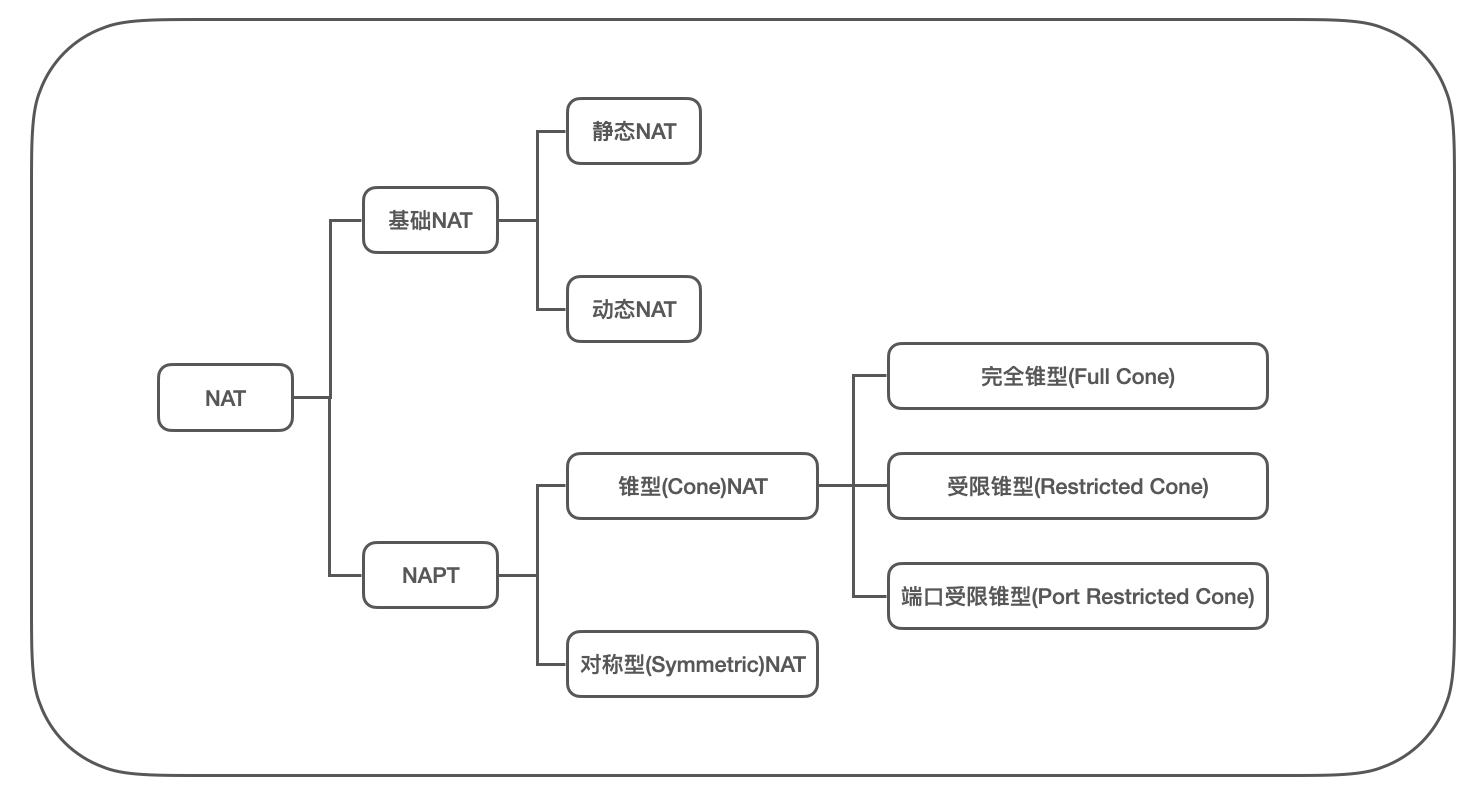 静态NAT
基础NAT
动态NAT
NAT
完全锥型(Full Cone)
锥型(Cone)NAT
受限锥型(Restricted Cone)
NAPT
端口受限锥型(Port Restricted Cone)
对称型(Symmetric)NAT